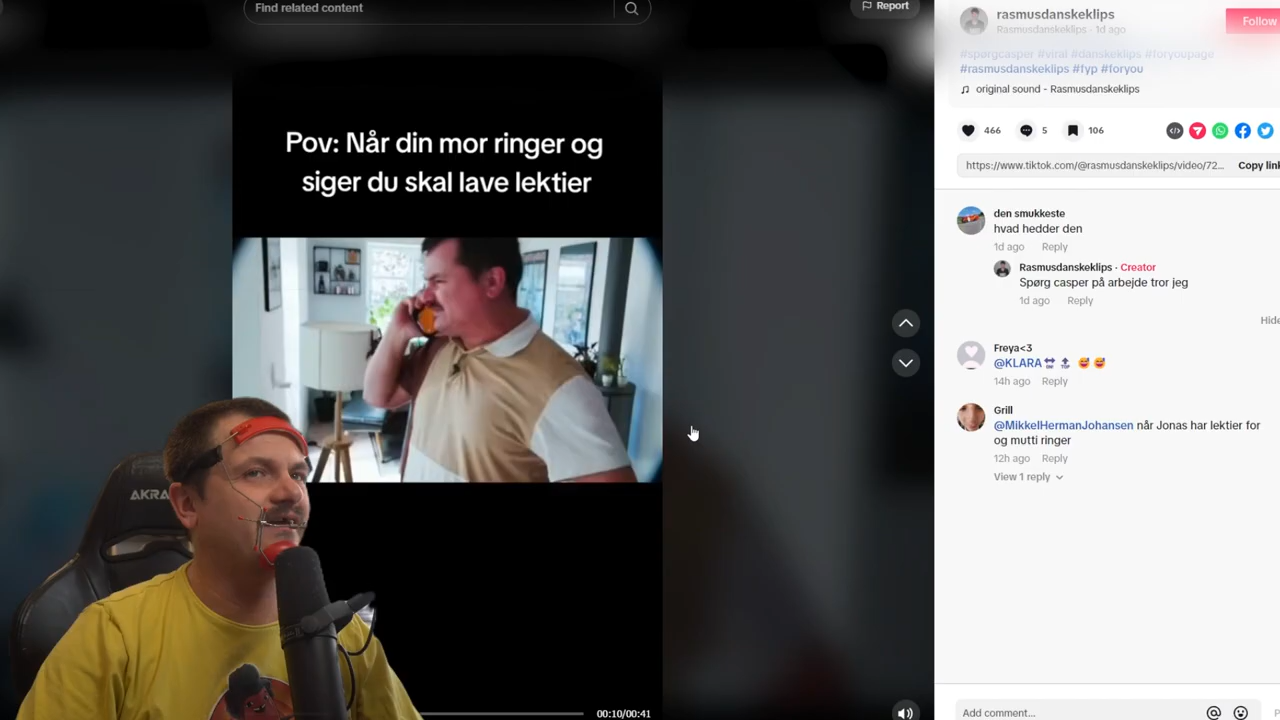 Find related content
Report
Pov: Når din mor ringer og
siger du skal lave lektier
AKRA
00:10/00:41
rasmusdanskeklips
Rasmusdanskeklips · 1d ago
Follow
#spørgcasper #viral #danskeklips #foryoupage
#rasmusdanskeklips #fyp #foryou
original sound - Rasmusdanskeklips
466
5
106
https://www.tiktok.com/@rasmusdanskeklips/video/72...
Copy link
den smukkeste
hvad hedder den
1d ago Reply
Rasmusdanskeklips · Creator
Spørg casper på arbejde tror jeg
1d ago Reply
Hide
Freya<3
@KLARA🔛 🔝 😅 😅
14h ago Reply
Grill
@MikkelHermanJohansen når Jonas har lektier for
og mutti ringer
12h ago Reply
View 1 reply
Add comment...